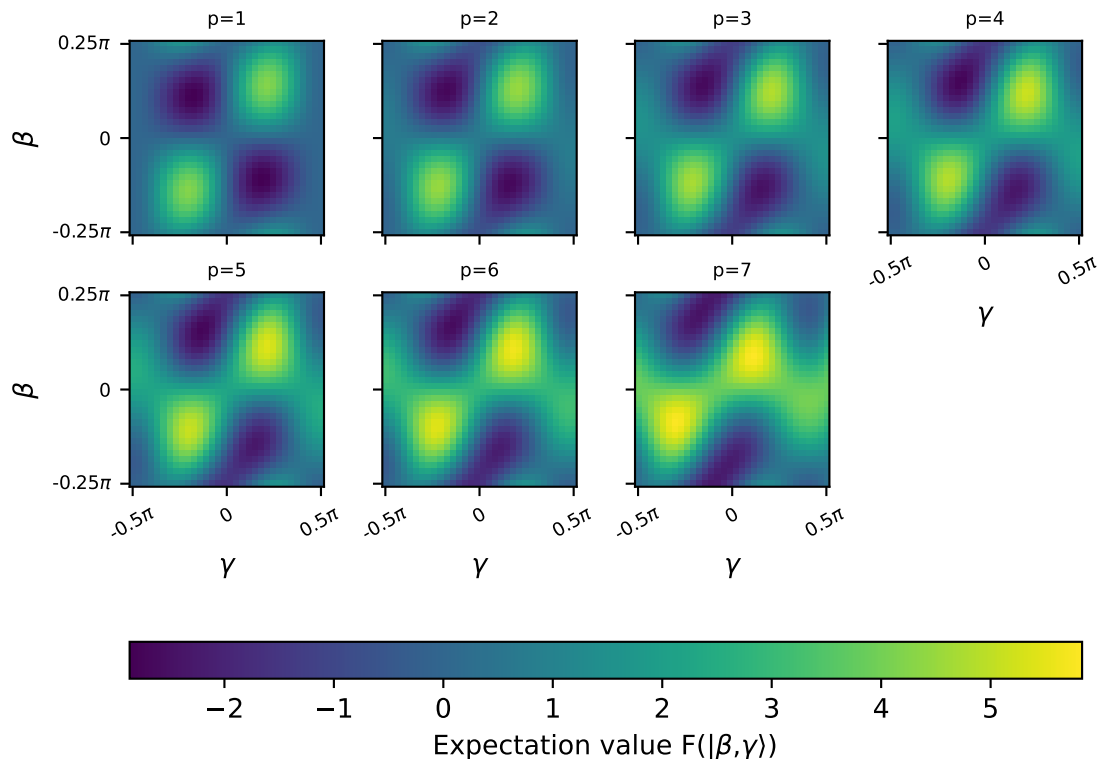 p=1
p=2
p=3
p=4
0.25π
0
-0.25π
β
-0.5π
0
0.5π
γ
p=5
p=6
p=7
0.25π
0
-0.25π
β
-0.5π
0
0.5π
-0.5π
0
0.5π
-0.5π
0
0.5π
γ
γ
γ
−2
−1
0
1
2
3
4
5
Expectation value F(|β,γ⟩)